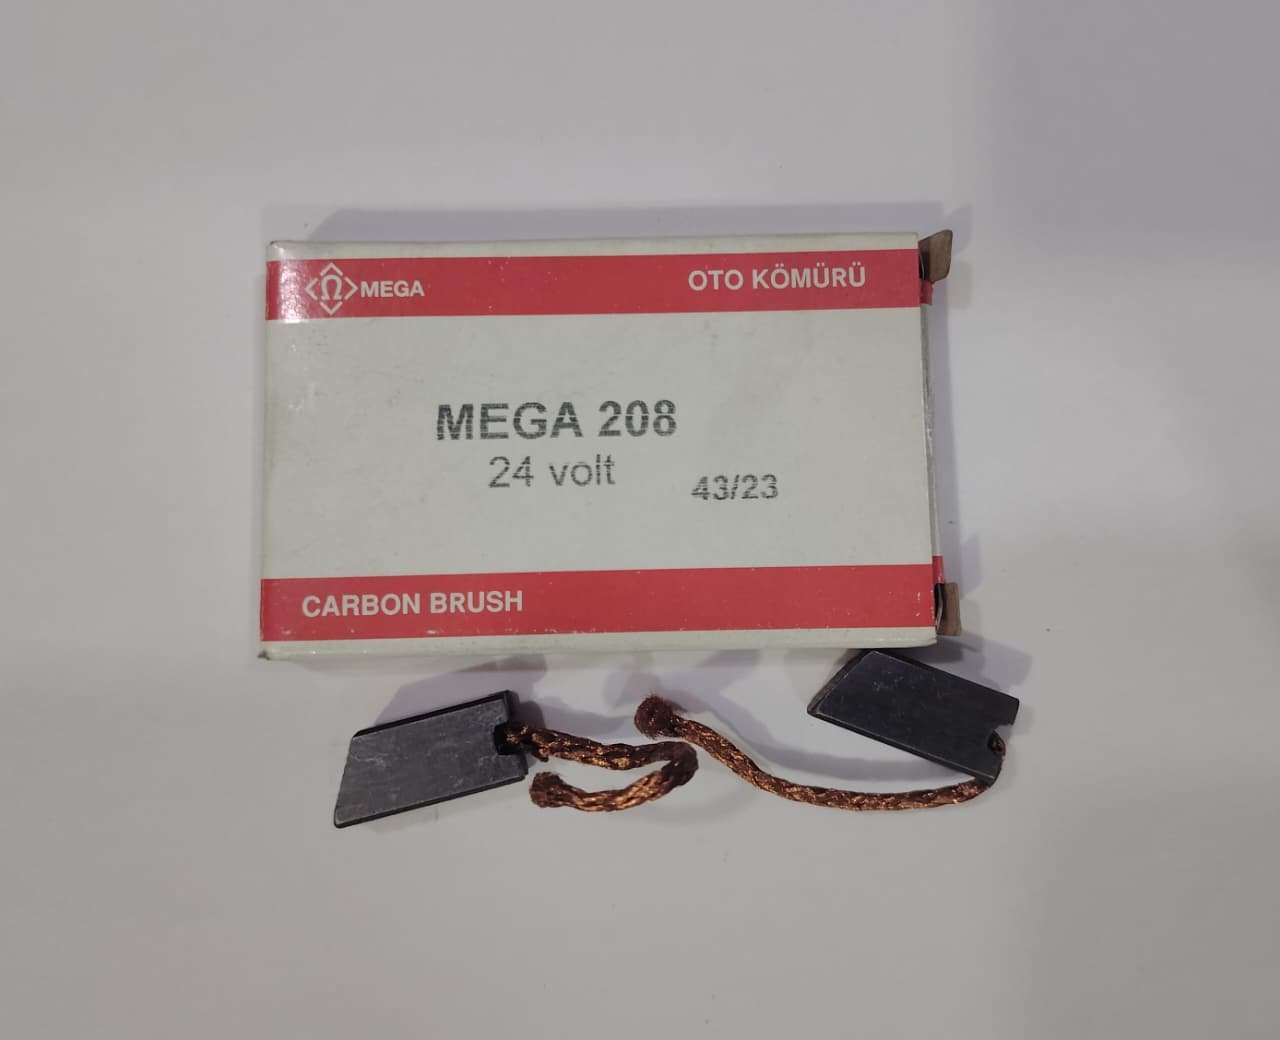 Ω MEGA
OTO KÖMÜRÜ
MEGA 208
24 volt
43/23
CARBON BRUSH